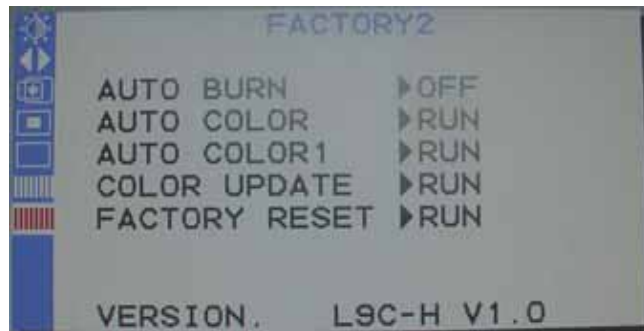 FACTORY2
AUTO BURN ▶OFF
AUTO COLOR ▶RUN
AUTO COLOR1 ▶RUN
COLOR UPDATE ▶RUN
FACTORY RESET ▶RUN
VERSION. L9C-H V1.0